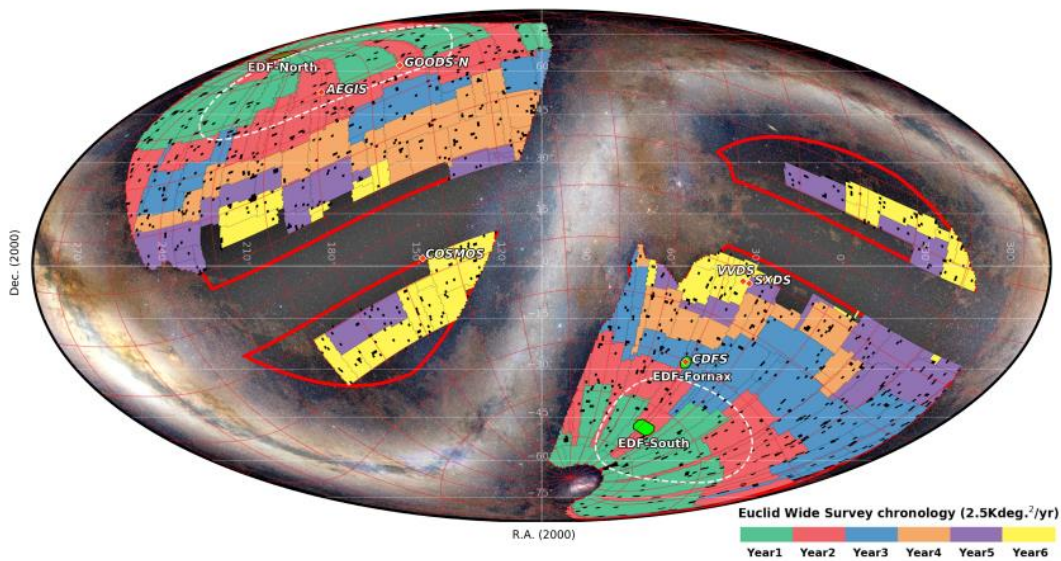 EDF-North
GOODS-N
60
AEGIS
45
30
15
270
210
180
150
120
COSMOS
VVDS
SXDS
30
0
330
300
CDFS
EDF-Fornax
−45
EDF-South
−60
−75
Dec. (2000)
R.A. (2000)
Euclid Wide Survey chronology (2.5Kdeg.²/yr)
Year1 Year2 Year3 Year4 Year5 Year6